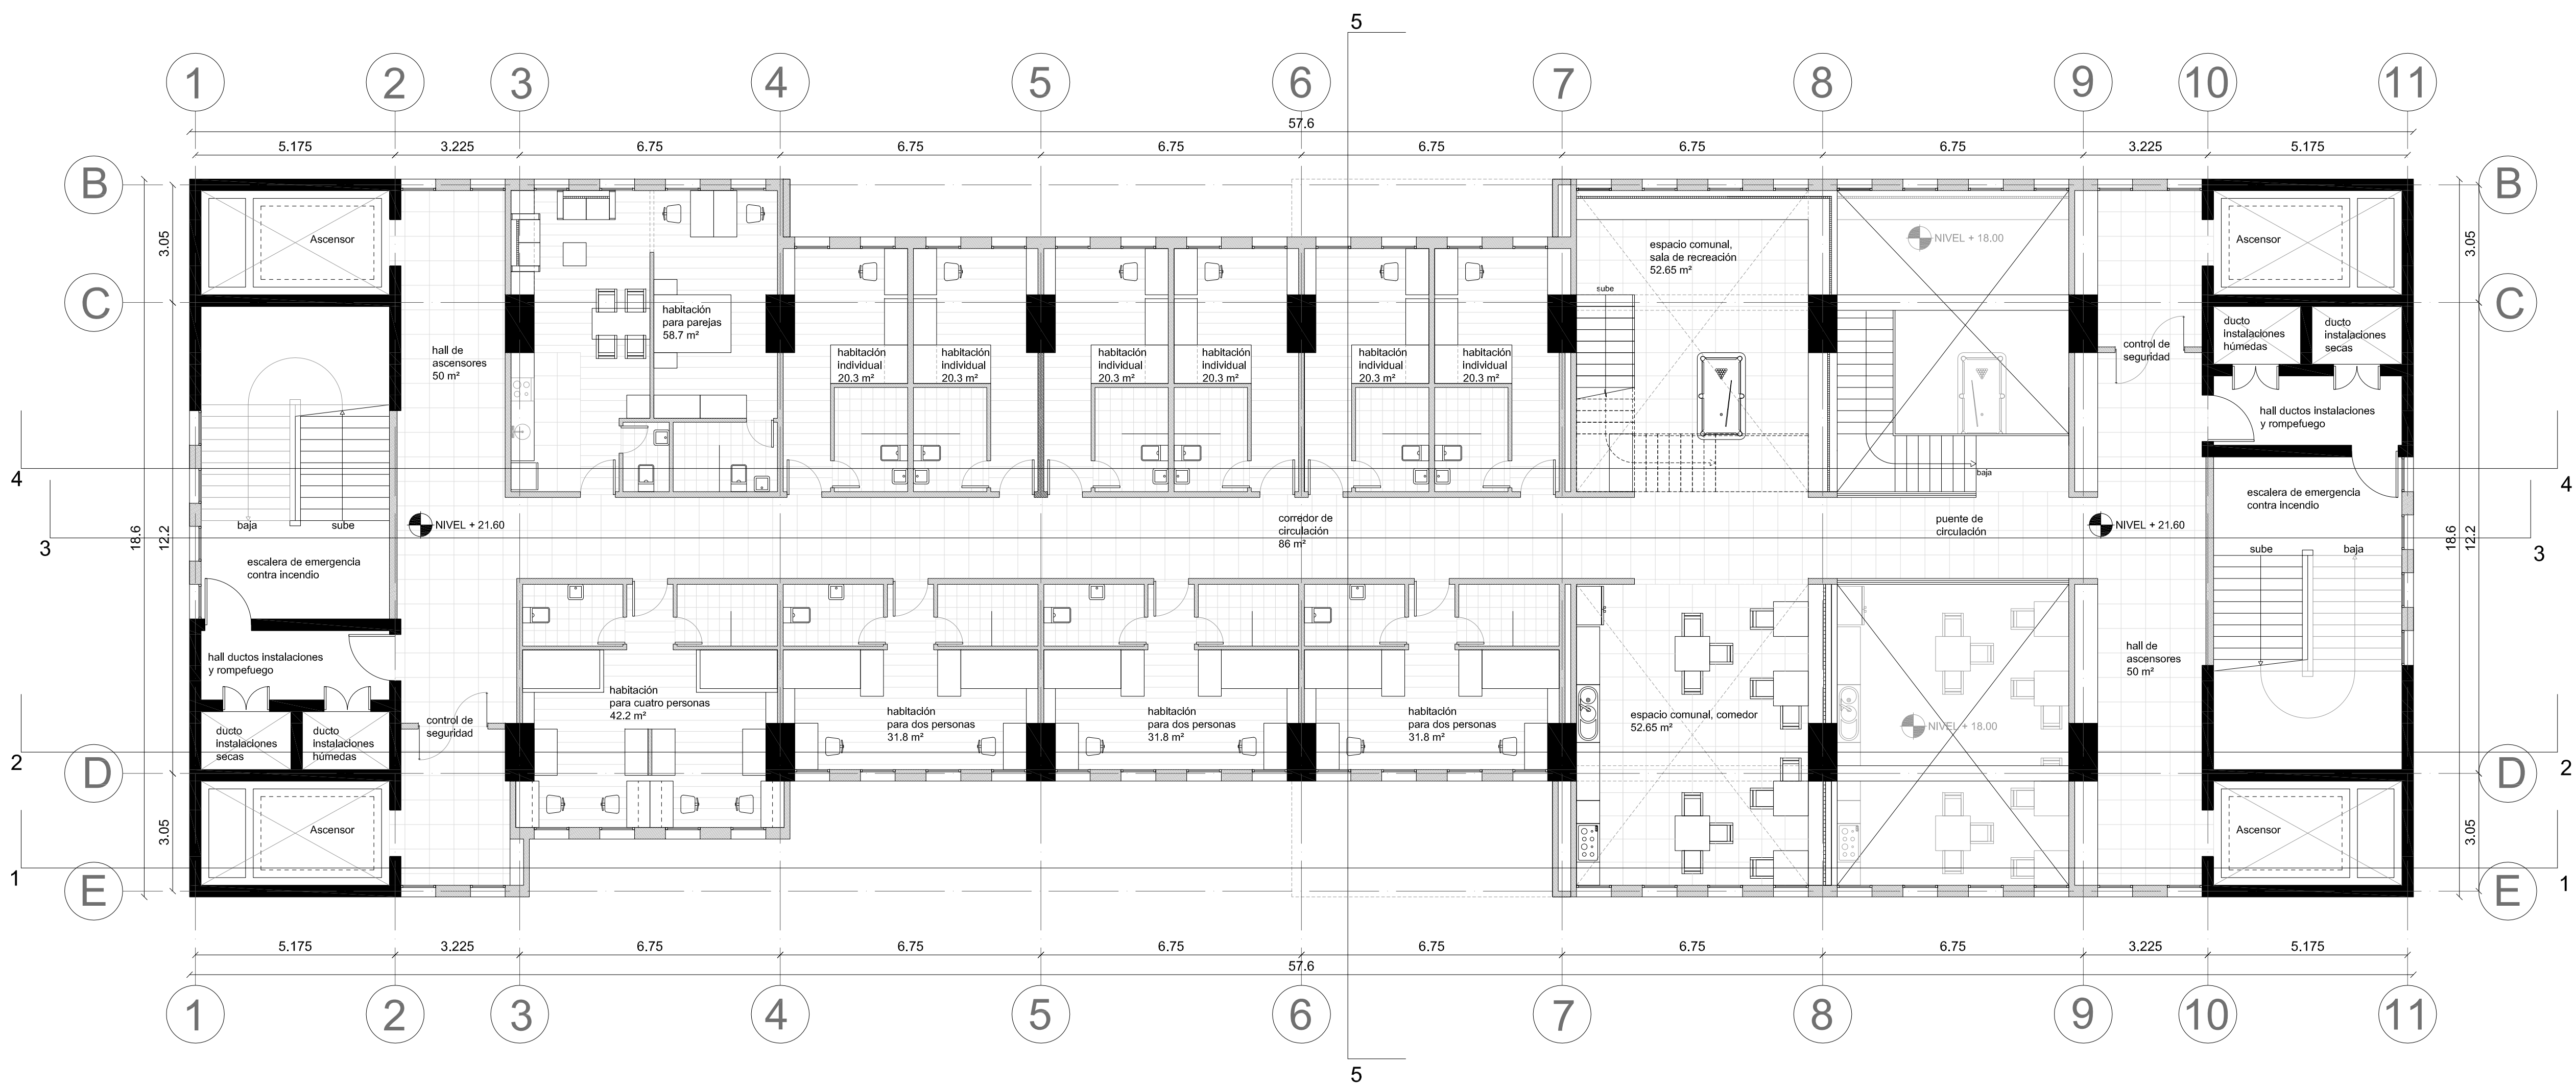 5
1 2 3 4 5 6 7 8 9 10 11
57.6
5.175 3.225 6.75 6.75 6.75 6.75 6.75 6.75 3.225 5.175
B
B
Ascensor
Ascensor
3.05
3.05
espacio comunal,
sala de recreación
52.65 m²
NIVEL + 18.00
sube
C
C
habitación
para parejas
58.7 m²
hall de
ascensores
50 m²
habitación
individual
20.3 m²
habitación
individual
20.3 m²
habitación
individual
20.3 m²
habitación
individual
20.3 m²
habitación
individual
20.3 m²
habitación
individual
20.3 m²
control de
seguridad
ducto
instalaciones
húmedas
ducto
instalaciones
secas
hall ductos instalaciones
y rompefuego
baja
4
4
escalera de emergencia
contra incendio
baja
sube
NIVEL + 21.60
corredor de
circulación
86 m²
puente de
circulación
NIVEL + 21.60
18.6
12.2
18.6
12.2
3
3
sube
baja
escalera de emergencia
contra incendio
hall ductos instalaciones
y rompefuego
hall de
ascensores
50 m²
habitación
para cuatro personas
42.2 m²
habitación
para dos personas
31.8 m²
habitación
para dos personas
31.8 m²
habitación
para dos personas
31.8 m²
espacio comunal, comedor
52.65 m²
NIVEL + 18.00
control de
seguridad
ducto
instalaciones
secas
ducto
instalaciones
húmedas
2
2
D
D
Ascensor
Ascensor
3.05
3.05
1
1
E
E
5.175 3.225 6.75 6.75 6.75 6.75 6.75 6.75 3.225 5.175
57.6
1 2 3 4 5 6 7 8 9 10 11
5